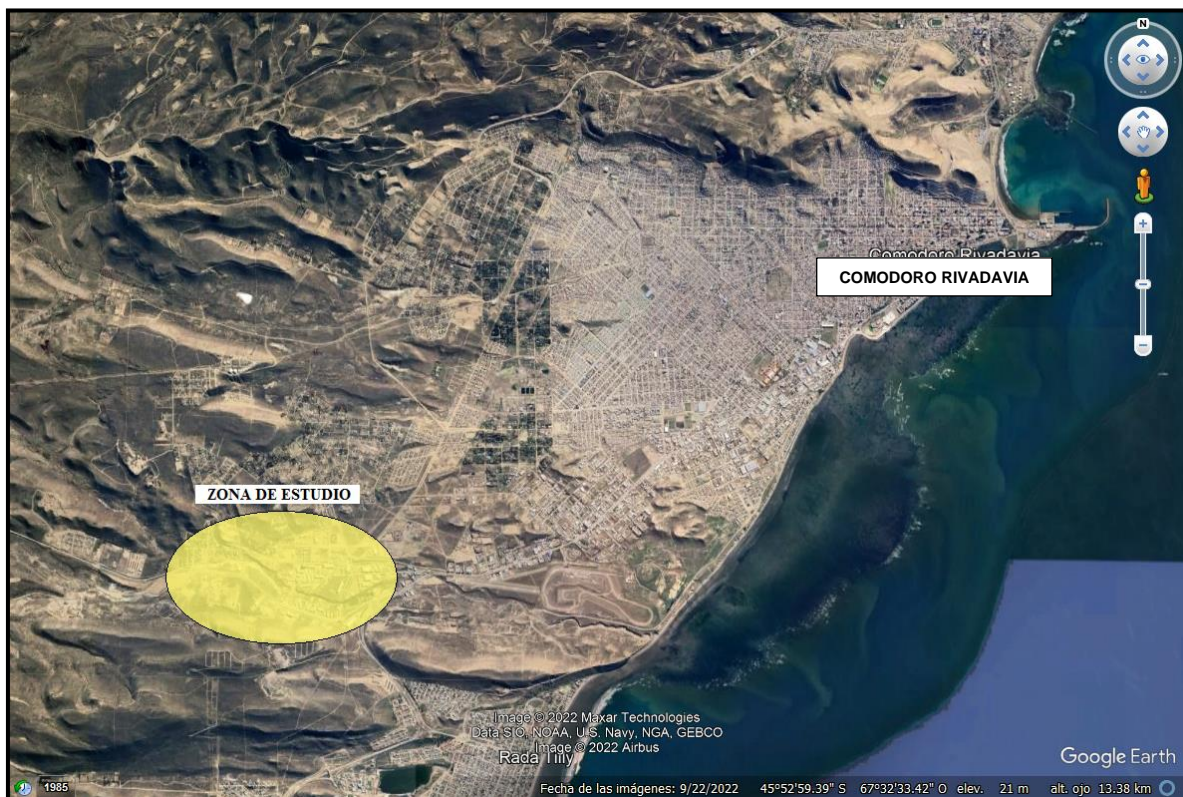 N
Comodoro Rivadavia
COMODORO RIVADAVIA
ZONA DE ESTUDIO
Image © 2022 Maxar Technologies
Data SIO, NOAA, U.S. Navy, NGA, GEBCO
Image © 2022 Airbus
Rada Tilly
Google Earth
1985
Fecha de las imágenes: 9/22/2022 45°52'59.39" S 67°32'33.42" O elev. 21 m alt. ojo 13.38 km